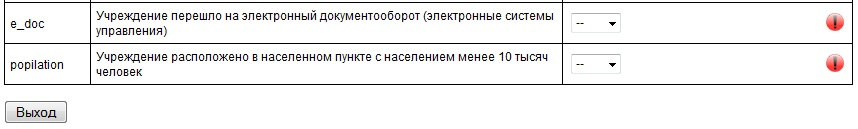 e_doc
Учреждение перешло на электронный документооборот (электронные системы
управления)
--
popilation
Учреждение расположено в населенном пункте с населением менее 10 тысяч
человек
--
Выход